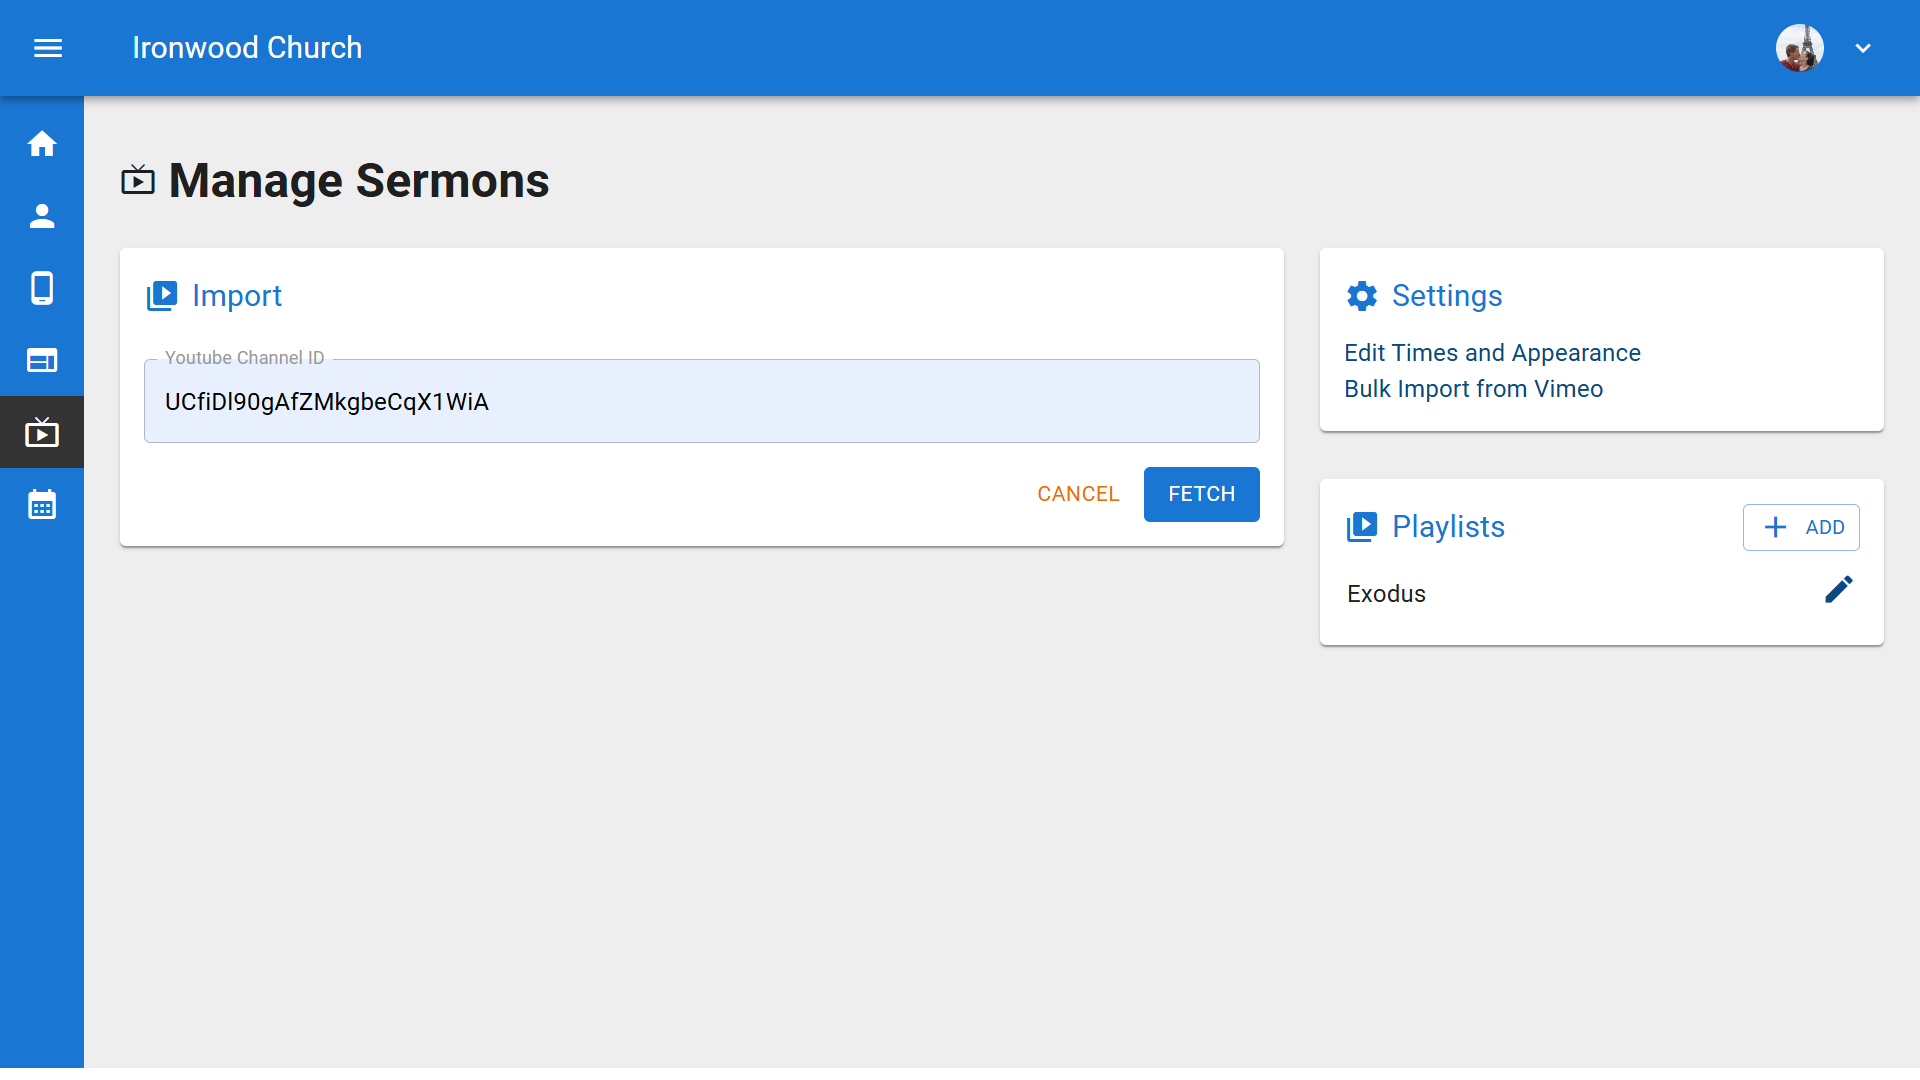 Ironwood Church
Manage Sermons
Import
Youtube Channel ID
UCfiDl90gAfZMkgbeCqX1WiA
CANCEL
FETCH
Settings
Edit Times and Appearance
Bulk Import from Vimeo
Playlists
ADD
Exodus